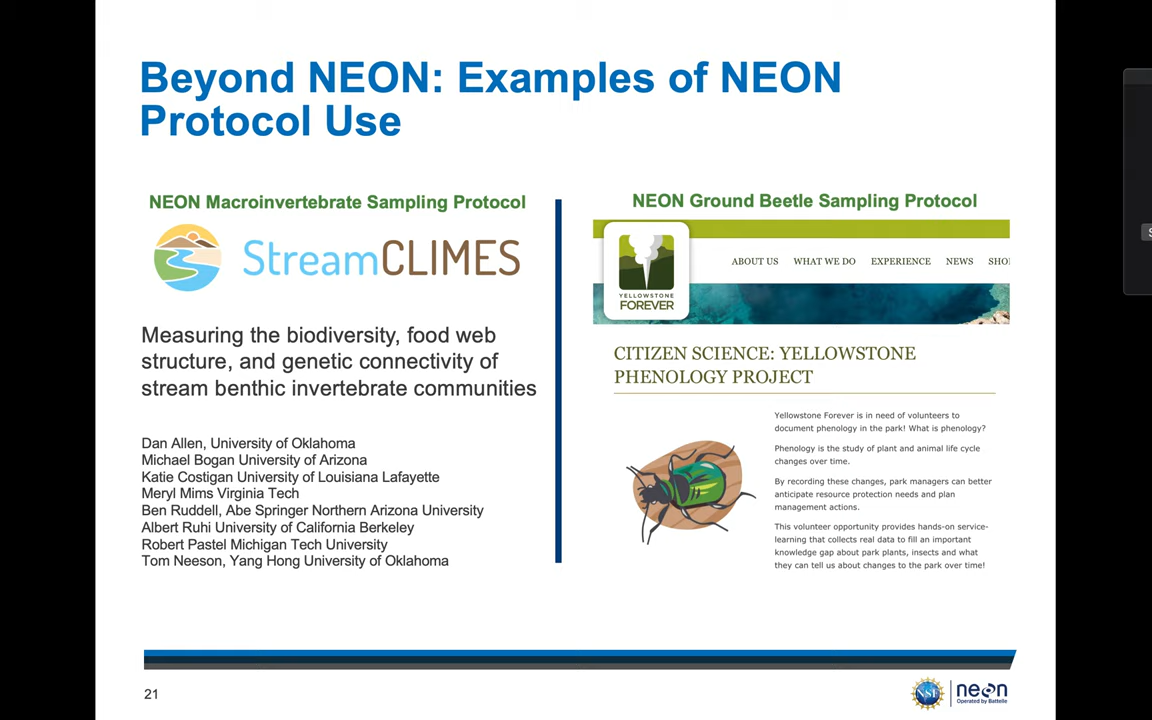 Beyond NEON: Examples of NEON
Protocol Use
NEON Macroinvertebrate Sampling Protocol
StreamCLIMES
Measuring the biodiversity, food web
structure, and genetic connectivity of
stream benthic invertebrate communities
Dan Allen, University of Oklahoma
Michael Bogan University of Arizona
Katie Costigan University of Louisiana Lafayette
Meryl Mims Virginia Tech
Ben Ruddell, Abe Springer Northern Arizona University
Albert Ruhi University of California Berkeley
Robert Pastel Michigan Tech University
Tom Neeson, Yang Hong University of Oklahoma
NEON Ground Beetle Sampling Protocol
YELLOWSTONE
FOREVER
ABOUT US WHAT WE DO EXPERIENCE NEWS SHO
CITIZEN SCIENCE: YELLOWSTONE
PHENOLOGY PROJECT
Yellowstone Forever is in need of volunteers to
document phenology in the park! What is phenology?
Phenology is the study of plant and animal life cycle
changes over time.
By recording these changes, park managers can better
anticipate resource protection needs and plan
management actions.
This volunteer opportunity provides hands-on service-
learning that collects real data to fill an important
knowledge gap about park plants, insects and what
they can tell us about changes to the park over time!
21
NSF
neon
Operated by Battelle